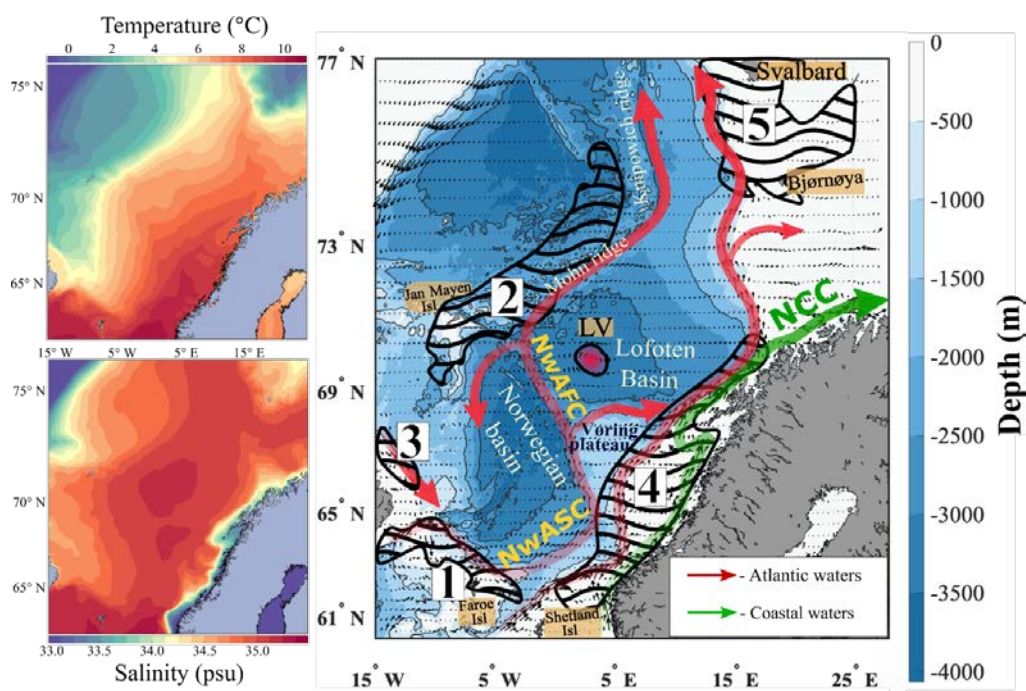 Temperature (°C)
0 2 4 6 8 10
75° N
70° N
65° N
15° W 5° W 5° E 15° E
75° N
70° N
65° N
33.0 33.5 34.0 34.5 35.0
Salinity (psu)
77° N
73° N
69° N
65° N
61° N
15° W 5° W 5° E 15° E 25° E
Svalbard
5
Bjørnøya
Knipowich ridge
Mohn ridge
Jan Mayen
Isl
2
LV
Lofoten
Basin
NCC
NwAFC
Norwegian
basin
Vøring
plateau
3
4
NwASC
1
Faroe
Isl
Shetland
Isl
- Atlantic waters
- Coastal waters
0
-500
-1000
-1500
-2000
-2500
-3000
-3500
-4000
Depth (m)